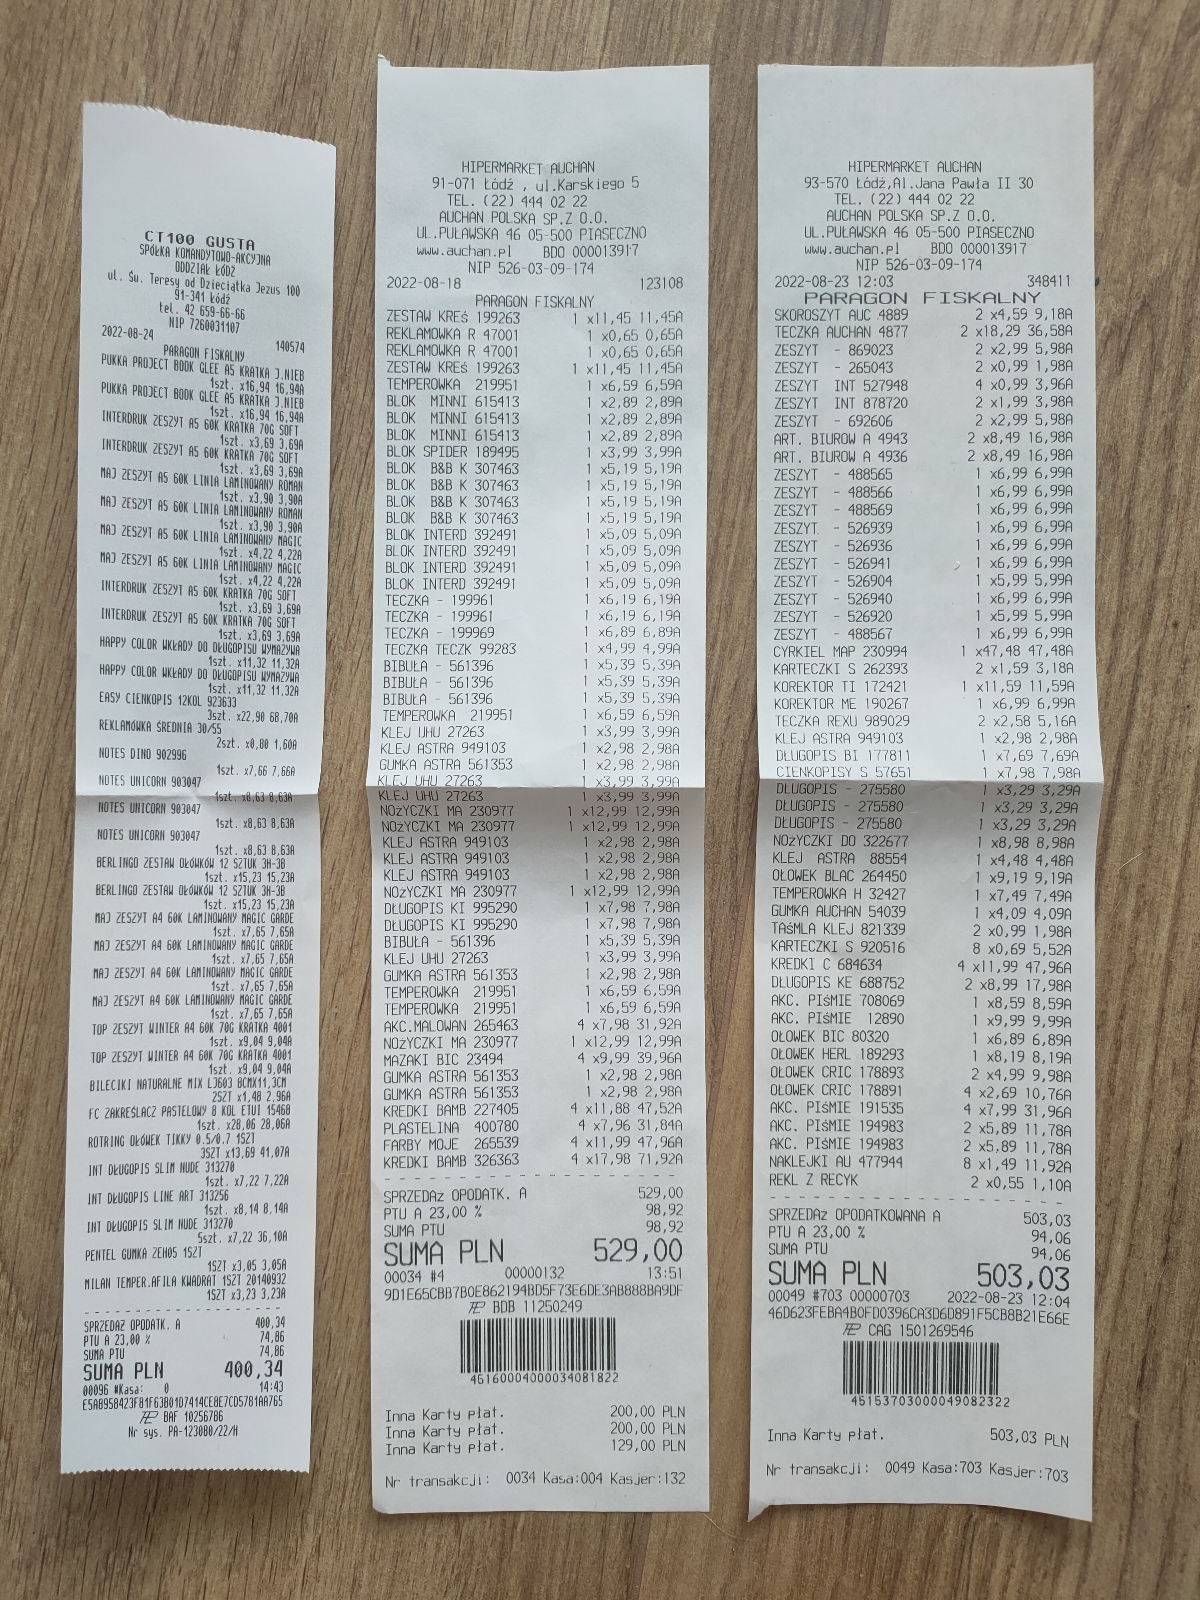 CT100 GUSTA
SPÓŁKA KOMANDYTOWO-AKCYJNA
ODDZIAŁ ŁÓDŹ
ul. Św. Teresy od Dzieciątka Jezus 100
91-341 Łódź
tel. 42 659-66-66
NIP 7260031107
2022-08-24 140574
PARAGON FISKALNY
PUKKA PROJECT BOOK GLEE A5 KRATKA J.NIEB
1szt. x16,94 16,94A
PUKKA PROJECT BOOK GLEE A5 KRATKA J.NIEB
1szt. x16,94 16,94A
INTERDRUK ZESZYT A5 60K KRATKA 70G SOFT
1szt. x3,69 3,69A
INTERDRUK ZESZYT A5 60K KRATKA 70G SOFT
1szt. x3,69 3,69A
MAJ ZESZYT A5 60K LINIA LAMINOWANY ROMAN
1szt. x3,90 3,90A
MAJ ZESZYT A5 60K LINIA LAMINOWANY ROMAN
1szt. x3,90 3,90A
MAJ ZESZYT A5 60K LINIA LAMINOWANY MAGIC
1szt. x4,22 4,22A
MAJ ZESZYT A5 60K LINIA LAMINOWANY MAGIC
1szt. x4,22 4,22A
INTERDRUK ZESZYT A5 60K KRATKA 70G SOFT
1szt. x3,69 3,69A
INTERDRUK ZESZYT A5 60K KRATKA 70G SOFT
1szt. x3,69 3,69A
HAPPY COLOR WKŁADY DO DŁUGOPISU WYMAZYWA
1szt. x11,32 11,32A
HAPPY COLOR WKŁADY DO DŁUGOPISU WYMAZYWA
1szt. x11,32 11,32A
EASY CIENKOPIS 12KOL 923633
3szt. x22,90 68,70A
REKLAMÓWKA ŚREDNIA 30/55
2szt. x0,80 1,60A
NOTES DINO 902996
1szt. x7,66 7,66A
NOTES UNICORN 903047
1szt. x8,63 8,63A
NOTES UNICORN 903047
1szt. x8,63 8,63A
NOTES UNICORN 903047
1szt. x8,63 8,63A
BERLINGO ZESTAW OŁÓWKÓW 12 SZTUK 3H-3B
1szt. x15,23 15,23A
BERLINGO ZESTAW OŁÓWKÓW 12 SZTUK 3H-3B
1szt. x15,23 15,23A
MAJ ZESZYT A4 60K LAMINOWANY MAGIC GARDE
1szt. x7,65 7,65A
MAJ ZESZYT A4 60K LAMINOWANY MAGIC GARDE
1szt. x7,65 7,65A
MAJ ZESZYT A4 60K LAMINOWANY MAGIC GARDE
1szt. x7,65 7,65A
MAJ ZESZYT A4 60K LAMINOWANY MAGIC GARDE
1szt. x7,65 7,65A
TOP ZESZYT WINTER A4 60K 70G KRATKA 4001
1szt. x9,04 9,04A
TOP ZESZYT WINTER A4 60K 70G KRATKA 4001
1szt. x9,04 9,04A
BILECIKI NATURALNE MIX LJ603 8CMX11,3CM
2SZT x1,48 2,96A
FC ZAKREŚLACZ PASTELOWY 8 KOL ETUI 15468
1szt. x28,06 28,06A
ROTRING OŁÓWEK TIKKY 0.5/0.7 1SZT
3SZT x13,69 41,07A
INT DŁUGOPIS SLIM NUDE 313270
1szt. x7,22 7,22A
INT DŁUGOPIS LINE ART 313256
1szt. x8,14 8,14A
INT DŁUGOPIS SLIM NUDE 313270
5szt. x7,22 36,10A
PENTEL GUMKA ZEH05 1SZT
1SZT x3,05 3,05A
MILAN TEMPER.AFILA KWADRAT 1SZT 20140932
1SZT x3,23 3,23A
SPRZEDAŻ OPODATK. A 400,34
PTU A 23,00 % 74,86
SUMA PTU 74,86
SUMA PLN 400,34
00096 #Kasa: 0 14:43
E5A8958423F81F63B01D7414CE8E7CD5781AA765
BAF 10256786
Nr sys. PA-123080/22/H
HIPERMARKET AUCHAN
91-071 Łódź , ul.Karskiego 5
TEL. (22) 444 02 22
AUCHAN POLSKA SP.Z O.O.
UL.PUŁAWSKA 46 05-500 PIASECZNO
www.auchan.pl BDO 000013917
NIP 526-03-09-174
2022-08-18 123108
PARAGON FISKALNY
ZESTAW KREŚ 199263 1 x11,45 11,45A
REKLAMOWKA R 47001 1 x0,65 0,65A
REKLAMOWKA R 47001 1 x0,65 0,65A
ZESTAW KREŚ 199263 1 x11,45 11,45A
TEMPEROWKA 219951 1 x6,59 6,59A
BLOK MINNI 615413 1 x2,89 2,89A
BLOK MINNI 615413 1 x2,89 2,89A
BLOK MINNI 615413 1 x2,89 2,89A
BLOK SPIDER 189495 1 x3,99 3,99A
BLOK B&B K 307463 1 x5,19 5,19A
BLOK B&B K 307463 1 x5,19 5,19A
BLOK B&B K 307463 1 x5,19 5,19A
BLOK B&B K 307463 1 x5,19 5,19A
BLOK INTERD 392491 1 x5,09 5,09A
BLOK INTERD 392491 1 x5,09 5,09A
BLOK INTERD 392491 1 x5,09 5,09A
BLOK INTERD 392491 1 x5,09 5,09A
TECZKA - 199961 1 x6,19 6,19A
TECZKA - 199961 1 x6,19 6,19A
TECZKA - 199969 1 x6,89 6,89A
TECZKA TECZK 99283 1 x4,99 4,99A
BIBUŁA - 561396 1 x5,39 5,39A
BIBUŁA - 561396 1 x5,39 5,39A
BIBUŁA - 561396 1 x5,39 5,39A
TEMPEROWKA 219951 1 x6,59 6,59A
KLEJ UHU 27263 1 x3,99 3,99A
KLEJ ASTRA 949103 1 x2,98 2,98A
GUMKA ASTRA 561353 1 x2,98 2,98A
KLEJ UHU 27263 1 x3,99 3,99A
KLEJ UHU 27263 1 x3,99 3,99A
NOŻYCZKI MA 230977 1 x12,99 12,99A
NOŻYCZKI MA 230977 1 x12,99 12,99A
KLEJ ASTRA 949103 1 x2,98 2,98A
KLEJ ASTRA 949103 1 x2,98 2,98A
KLEJ ASTRA 949103 1 x2,98 2,98A
NOŻYCZKI MA 230977 1 x12,99 12,99A
DŁUGOPIS KI 995290 1 x7,98 7,98A
DŁUGOPIS KI 995290 1 x7,98 7,98A
BIBUŁA - 561396 1 x5,39 5,39A
KLEJ UHU 27263 1 x3,99 3,99A
GUMKA ASTRA 561353 1 x2,98 2,98A
TEMPEROWKA 219951 1 x6,59 6,59A
TEMPEROWKA 219951 1 x6,59 6,59A
AKC.MALOWAN 265463 4 x7,98 31,92A
NOŻYCZKI MA 230977 1 x12,99 12,99A
MAZAKI BIC 23494 4 x9,99 39,96A
GUMKA ASTRA 561353 1 x2,98 2,98A
GUMKA ASTRA 561353 1 x2,98 2,98A
KREDKI BAMB 227405 4 x11,88 47,52A
PLASTELINA 400780 4 x7,96 31,84A
FARBY MOJE 265539 4 x11,99 47,96A
KREDKI BAMB 326363 4 x17,98 71,92A
SPRZEDAŻ OPODATK. A 529,00
PTU A 23,00 % 98,92
SUMA PTU 98,92
SUMA PLN 529,00
00034 #4 00000132 13:51
9D1E65CBB7B0E862194BD5F73E6DE3AB888BA9DF
BDB 11250249
45160004000034081822
Inna Karty płat. 200,00 PLN
Inna Karty płat. 200,00 PLN
Inna Karty płat. 129,00 PLN
Nr transakcji: 0034 Kasa:004 Kasjer:132
HIPERMARKET AUCHAN
93-570 Łódź,Al.Jana Pawła II 30
TEL. (22) 444 02 22
AUCHAN POLSKA SP.Z O.O.
UL.PUŁAWSKA 46 05-500 PIASECZNO
www.auchan.pl BDO 000013917
NIP 526-03-09-174
2022-08-23 12:03 348411
PARAGON FISKALNY
SKOROSZYT AUC 4889 2 x4,59 9,18A
TECZKA AUCHAN 4877 2 x18,29 36,58A
ZESZYT - 869023 2 x2,99 5,98A
ZESZYT - 265043 2 x0,99 1,98A
ZESZYT INT 527948 4 x0,99 3,96A
ZESZYT INT 878720 2 x1,99 3,98A
ZESZYT - 692606 2 x2,99 5,98A
ART. BIUROW A 4943 2 x8,49 16,98A
ART. BIUROW A 4936 2 x8,49 16,98A
ZESZYT - 488565 1 x6,99 6,99A
ZESZYT - 488566 1 x6,99 6,99A
ZESZYT - 488569 1 x6,99 6,99A
ZESZYT - 526939 1 x6,99 6,99A
ZESZYT - 526936 1 x6,99 6,99A
ZESZYT - 526941 1 x6,99 6,99A
ZESZYT - 526904 1 x5,99 5,99A
ZESZYT - 526940 1 x6,99 6,99A
ZESZYT - 526920 1 x5,99 5,99A
ZESZYT - 488567 1 x6,99 6,99A
CYRKIEL MAP 230994 1 x47,48 47,48A
KARTECZKI S 262393 2 x1,59 3,18A
KOREKTOR TI 172421 1 x11,59 11,59A
KOREKTOR ME 190267 1 x6,99 6,99A
TECZKA REXU 989029 2 x2,58 5,16A
KLEJ ASTRA 949103 1 x2,98 2,98A
DŁUGOPIS BI 177811 1 x7,69 7,69A
CIENKOPISY S 57651 1 x7,98 7,98A
DŁUGOPIS - 275580 1 x3,29 3,29A
DŁUGOPIS - 275580 1 x3,29 3,29A
DŁUGOPIS - 275580 1 x3,29 3,29A
NOŻYCZKI DO 322677 1 x8,98 8,98A
KLEJ ASTRA 88554 1 x4,48 4,48A
OŁOWEK BLAC 264450 1 x9,19 9,19A
TEMPEROWKA H 32427 1 x7,49 7,49A
GUMKA AUCHAN 54039 1 x4,09 4,09A
TAŚMLA KLEJ 821339 2 x0,99 1,98A
KARTECZKI S 920516 8 x0,69 5,52A
KREDKI C 684634 4 x11,99 47,96A
DŁUGOPIS KE 688752 2 x8,99 17,98A
AKC. PIŚMIE 708069 1 x8,59 8,59A
AKC. PIŚMIE 12890 1 x9,99 9,99A
OŁOWEK BIC 80320 1 x6,89 6,89A
OŁOWEK HERL 189293 1 x8,19 8,19A
OŁOWEK CRIC 178893 2 x4,99 9,98A
OŁOWEK CRIC 178891 4 x2,69 10,76A
AKC. PIŚMIE 191535 4 x7,99 31,96A
AKC. PIŚMIE 194983 2 x5,89 11,78A
AKC. PIŚMIE 194983 2 x5,89 11,78A
NAKLEJKI AU 477944 8 x1,49 11,92A
REKL Z RECYK 2 x0,55 1,10A
SPRZEDAŻ OPODATKOWANA A 503,03
PTU A 23,00 % 94,06
SUMA PTU 94,06
SUMA PLN 503,03
00049 #703 00000703 2022-08-23 12:04
46D623FEBA4B0FD0396CA3D6D891F5CB8B21E66E
CAG 1501269546
45153703000049082322
Inna Karty płat. 503,03 PLN
Nr transakcji: 0049 Kasa:703 Kasjer:703